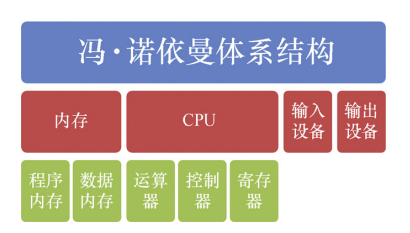 冯·诺依曼体系结构
内存
CPU
输入
设备
输出
设备
程序
内存
数据
内存
运算
器
控制
器
寄存
器